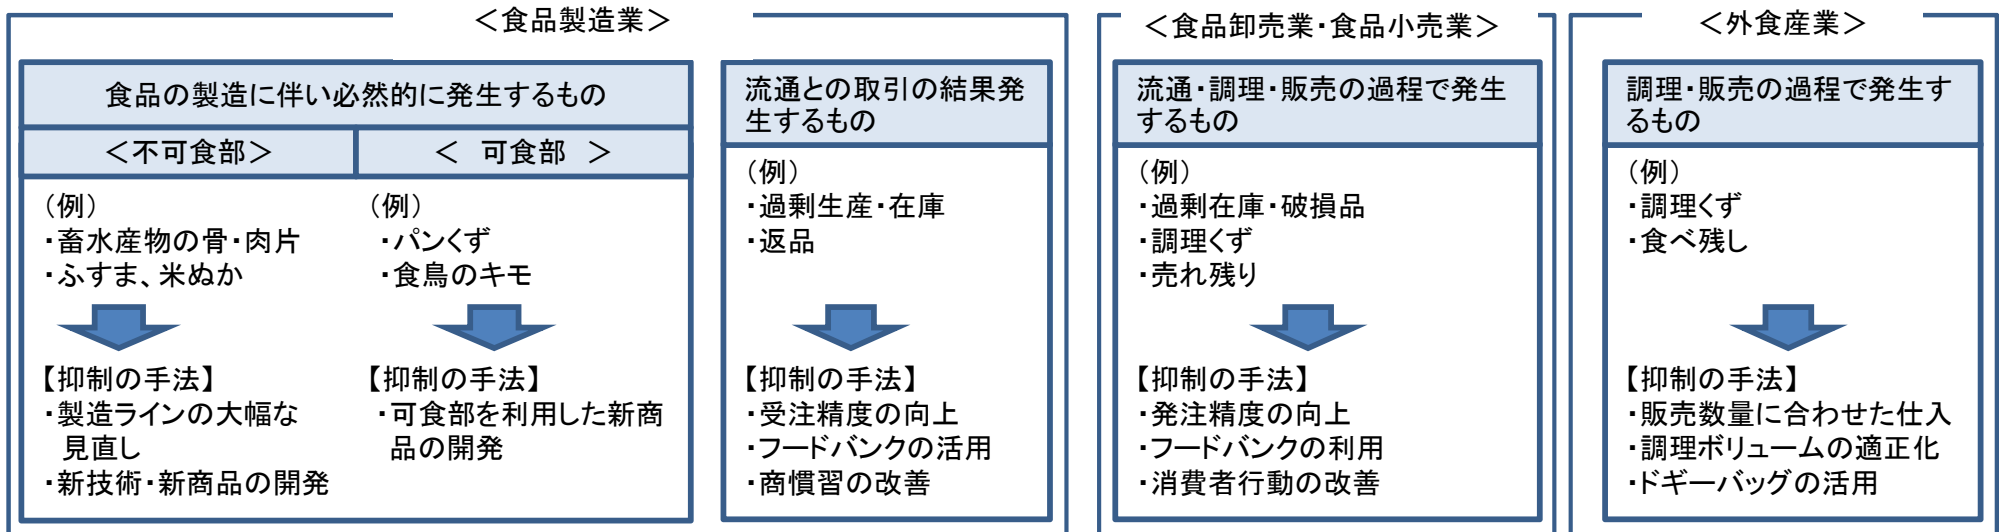 ＜食品製造業＞
食品の製造に伴い必然的に発生するもの
＜不可食部＞
（例）
・畜水産物の骨・肉片
・ふすま、米ぬか
【抑制の手法】
・製造ラインの大幅な
見直し
・新技術・新商品の開発
＜ 可食部 ＞
（例）
・パンくず
・食鳥のキモ
【抑制の手法】
・可食部を利用した新商
品の開発
流通との取引の結果発
生するもの
（例）
・過剰生産・在庫
・返品
【抑制の手法】
・受注精度の向上
・フードバンクの活用
・商慣習の改善
＜食品卸売業・食品小売業＞
流通・調理・販売の過程で発生
するもの
（例）
・過剰在庫・破損品
・調理くず
・売れ残り
【抑制の手法】
・発注精度の向上
・フードバンクの利用
・消費者行動の改善
＜外食産業＞
調理・販売の過程で発生す
るもの
（例）
・調理くず
・食べ残し
【抑制の手法】
・販売数量に合わせた仕入
・調理ボリュームの適正化
・ドギーバッグの活用